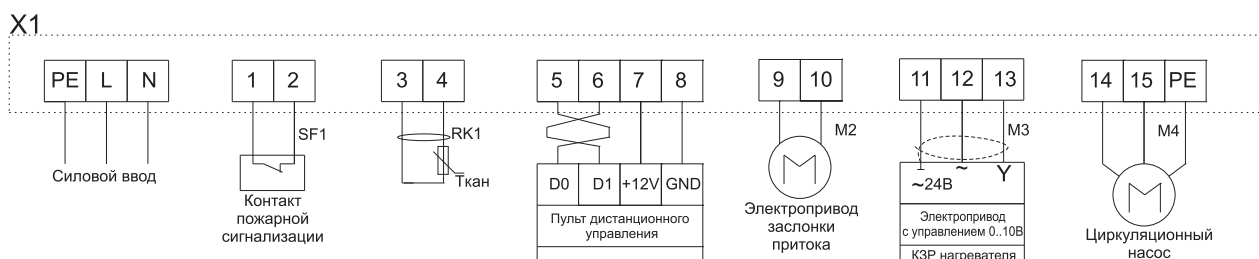 X1
PE L N 1 2 3 4 5 6 7 8 9 10 11 12 13 14 15 PE
SF1 RK1 M2 M3 M4
Силовой ввод
Контакт
пожарной
сигнализации
Tкан
D0 D1 +12V GND
Пульт дистанционного
управления
M
Электропривод
заслонки
притока
~ Y
~24В
Электропривод
с управлением 0..10В
КЗР нагревателя
M
Циркуляционный
насос